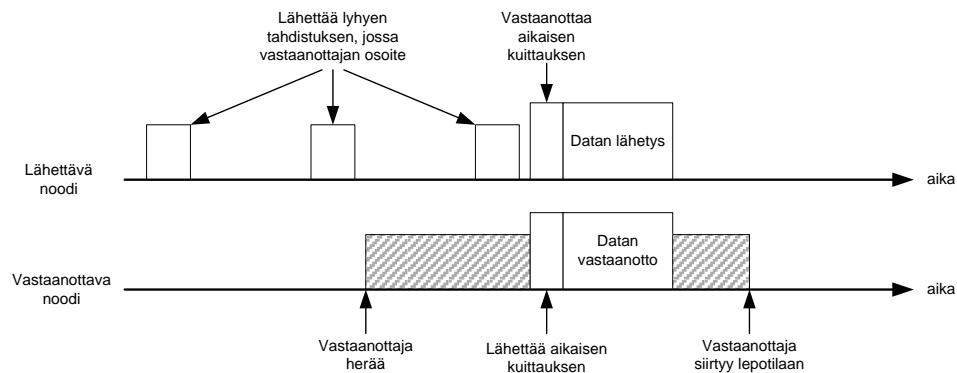 Lähettää lyhyen
tahdistuksen, jossa
vastaanottajan osoite
Vastaanottaa
aikaisen
kuittauksen
Datan lähetys
Lähettävä
noodi
aika
Datan
vastaanotto
Vastaanottava
noodi
aika
Vastaanottaja
herää
Lähettää aikaisen
kuittauksen
Vastaanottaja
siirtyy lepotilaan